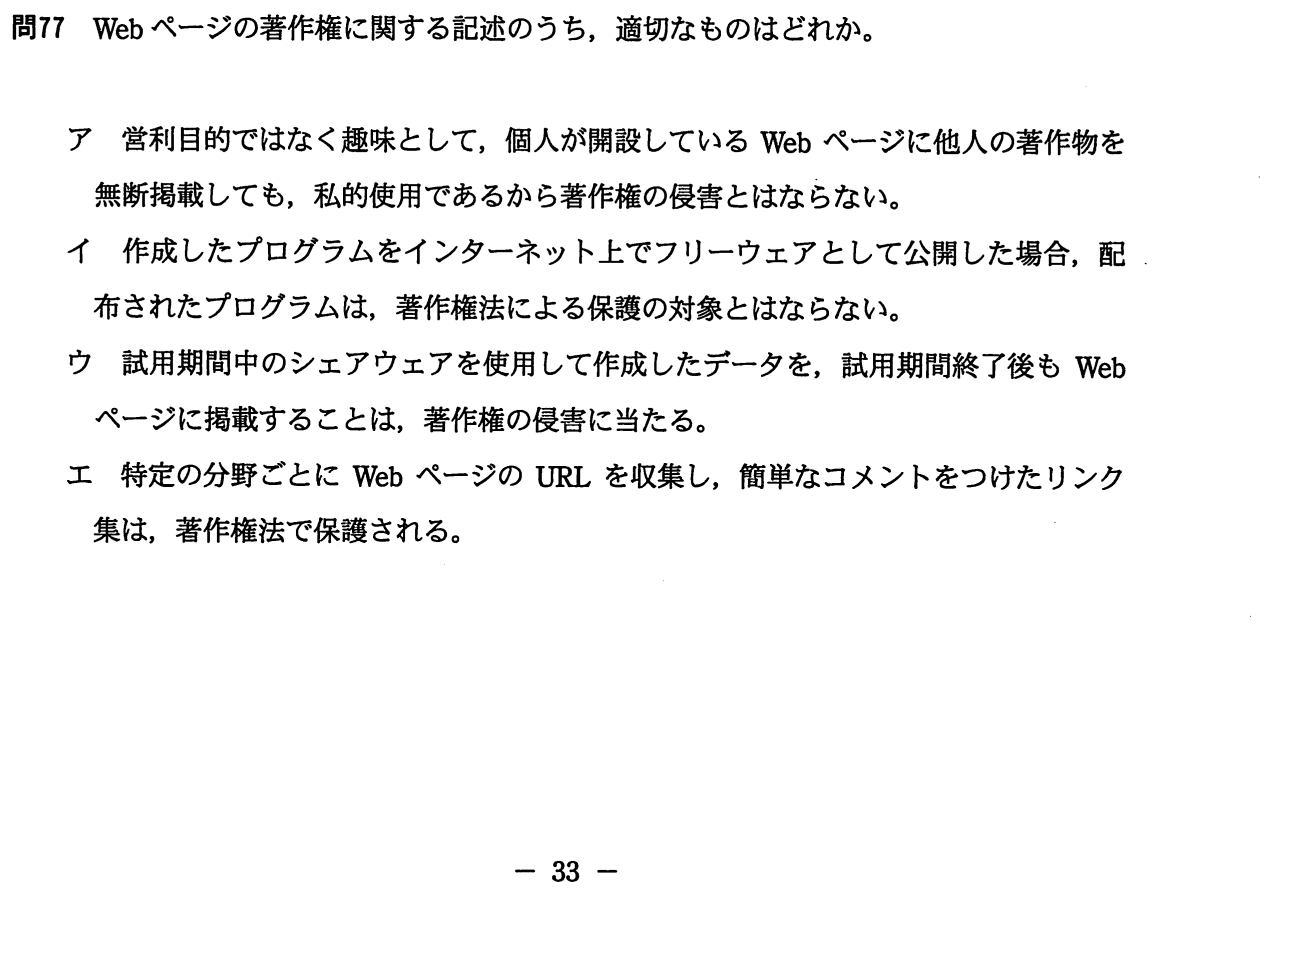 問77 Webページの著作権に関する記述のうち，適切なものはどれか。
ア 営利目的ではなく趣味として，個人が開設している Web ページに他人の著作物を
無断掲載しても，私的使用であるから著作権の侵害とはならない。
イ 作成したプログラムをインターネット上でフリーウェアとして公開した場合，配
布されたプログラムは，著作権法による保護の対象とはならない。
ウ 試用期間中のシェアウェアを使用して作成したデータを，試用期間終了後も Web
ページに掲載することは，著作権の侵害に当たる。
エ 特定の分野ごとに Web ページの URL を収集し，簡単なコメントをつけたリンク
集は，著作権法で保護される。
－ 33 －